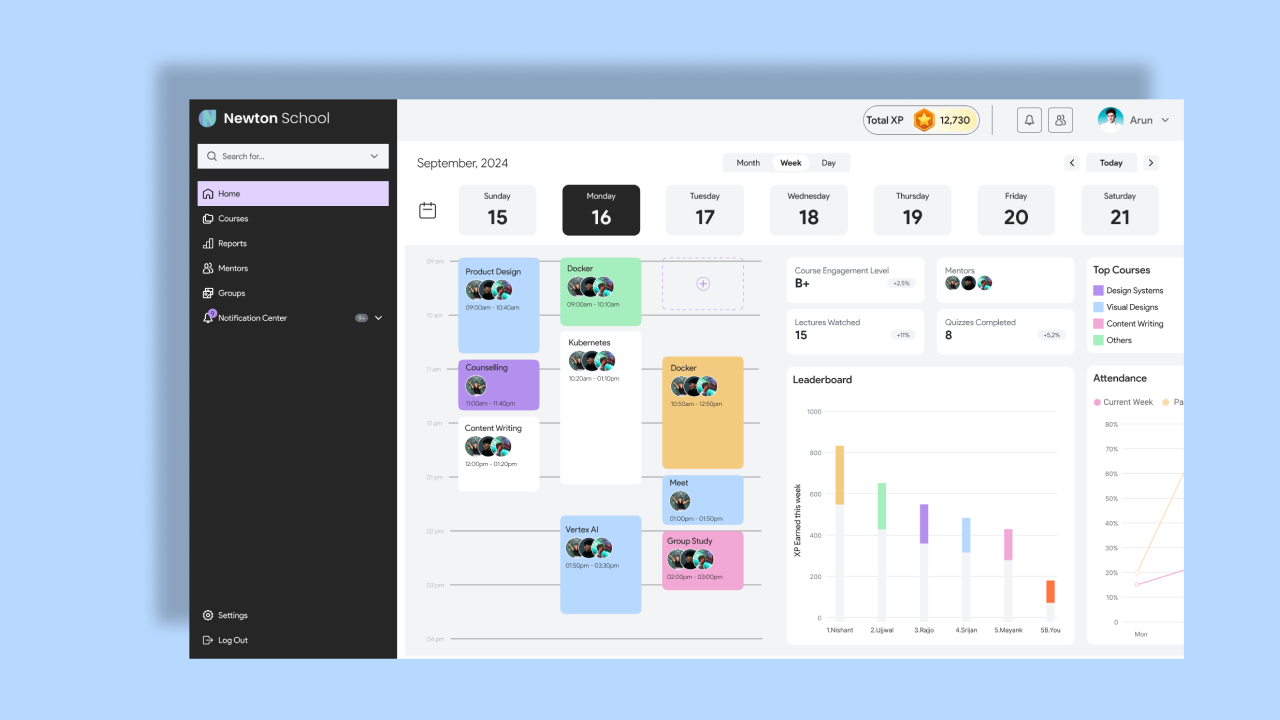 Newton School
Search for...
Home
Courses
Reports
Mentors
Groups
Notification Center
9+
Settings
Log Out
Total XP 12,730
Arun
September, 2024
Month Week Day
Today
Sunday
15
Monday
16
Tuesday
17
Wednesday
18
Thursday
19
Friday
20
Saturday
21
09 am
10 am
11 am
12 pm
01 pm
02 pm
03 pm
04 pm
Product Design
09:00am - 10:40am
Counselling
11:00am - 11:40pm
Content Writing
12:00pm - 01:20pm
Docker
09:00am - 10:10am
Kubernetes
10:20am - 01:10pm
Vertex AI
01:50pm - 03:30pm
Docker
10:50am - 12:50pm
Meet
01:00pm - 01:50pm
Group Study
02:00pm - 03:00pm
Course Engagement Level
B+
+2,5%
Mentors
Lectures Watched
15
+11%
Quizzes Completed
8
+5,2%
Top Courses
Design Systems
Visual Designs
Content Writing
Others
Leaderboard
XP Earned this week
1000
800
600
400
200
0
1.Nishant
2.Ujjwal
3.Rajjo
4.Srijan
5.Mayank
58.You
Attendance
Current Week
Pa
80%
70%
60%
50%
40%
30%
20%
10%
0
Mon